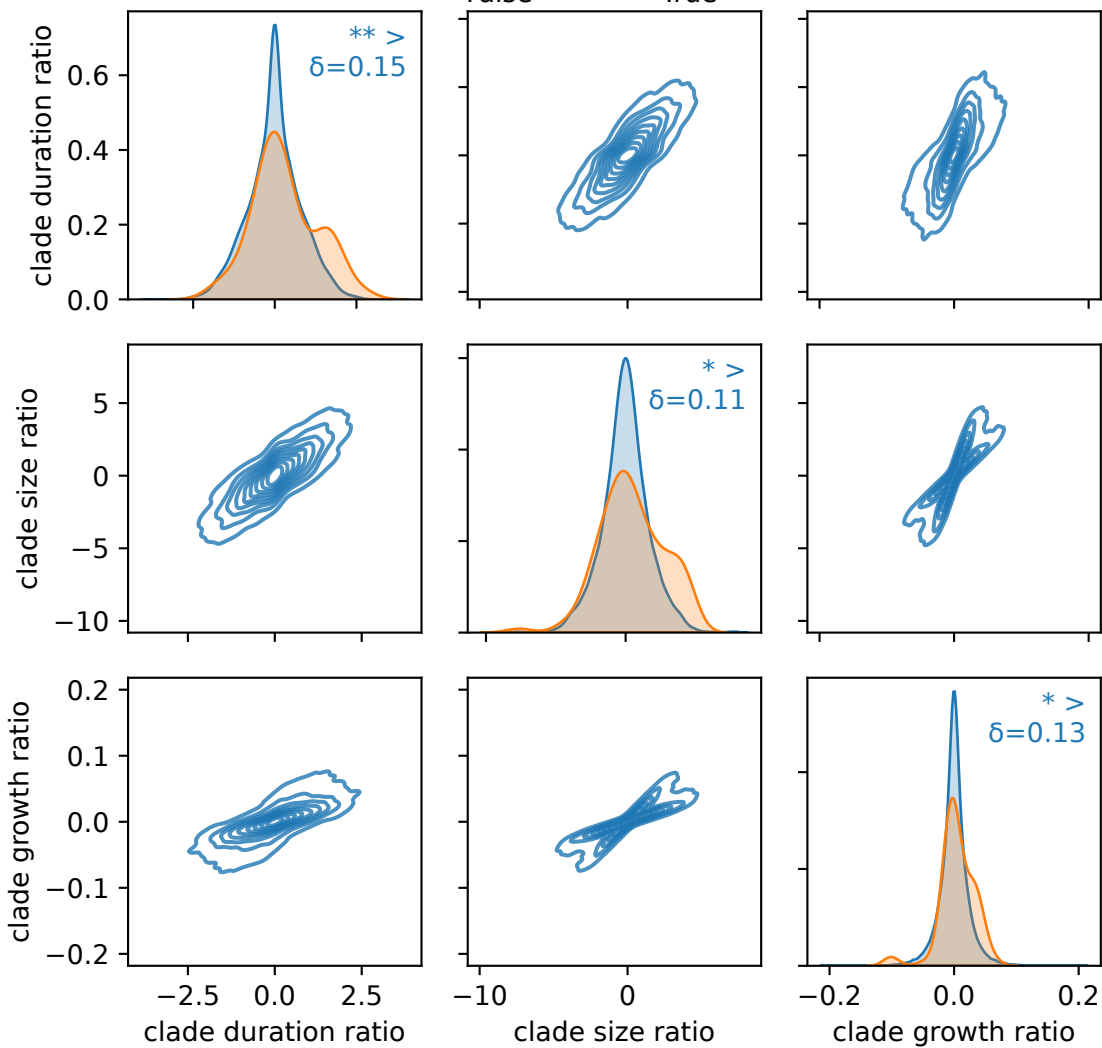 True
clade duration ratio
0.6
0.4
0.2
0.0
** >
δ=0.15
clade size ratio
5
0
−5
−10
* >
δ=0.11
clade growth ratio
0.2
0.1
0.0
−0.1
−0.2
* >
δ=0.13
−2.5
0.0
2.5
−10
0
−0.2
0.0
0.2
clade duration ratio
clade size ratio
clade growth ratio